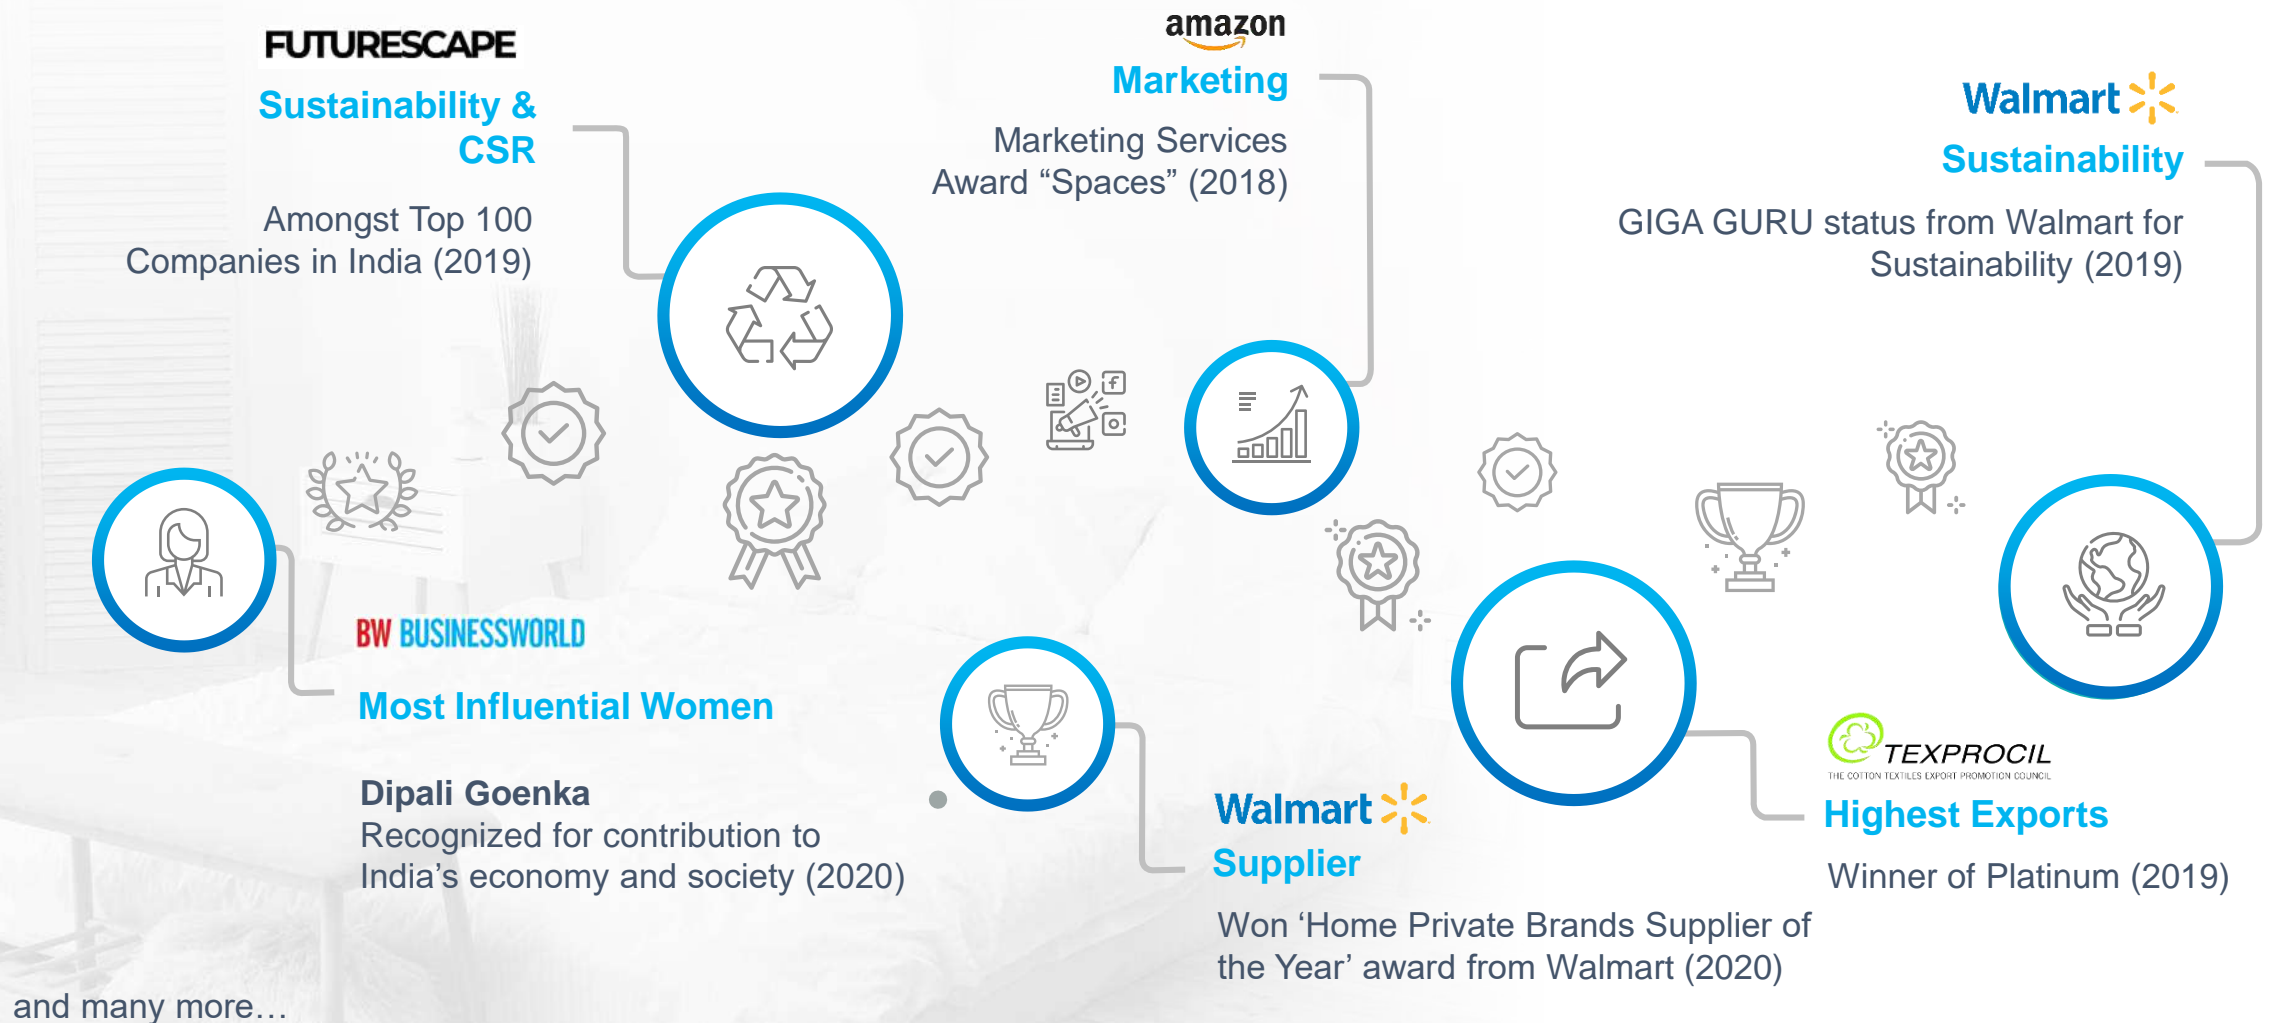 FUTURESCAPE
Sustainability &
CSR
Amongst Top 100
Companies in India (2019)
amazon
Marketing
Marketing Services
Award “Spaces” (2018)
Walmart
Sustainability
GIGA GURU status from Walmart for
Sustainability (2019)
BW BUSINESSWORLD
Most Influential Women
Dipali Goenka
Recognized for contribution to
India’s economy and society (2020)
Walmart
Supplier
Won ‘Home Private Brands Supplier of
the Year’ award from Walmart (2020)
TEXPROCIL
THE COTTON TEXTILES EXPORT PROMOTION COUNCIL
Highest Exports
Winner of Platinum (2019)
and many more…